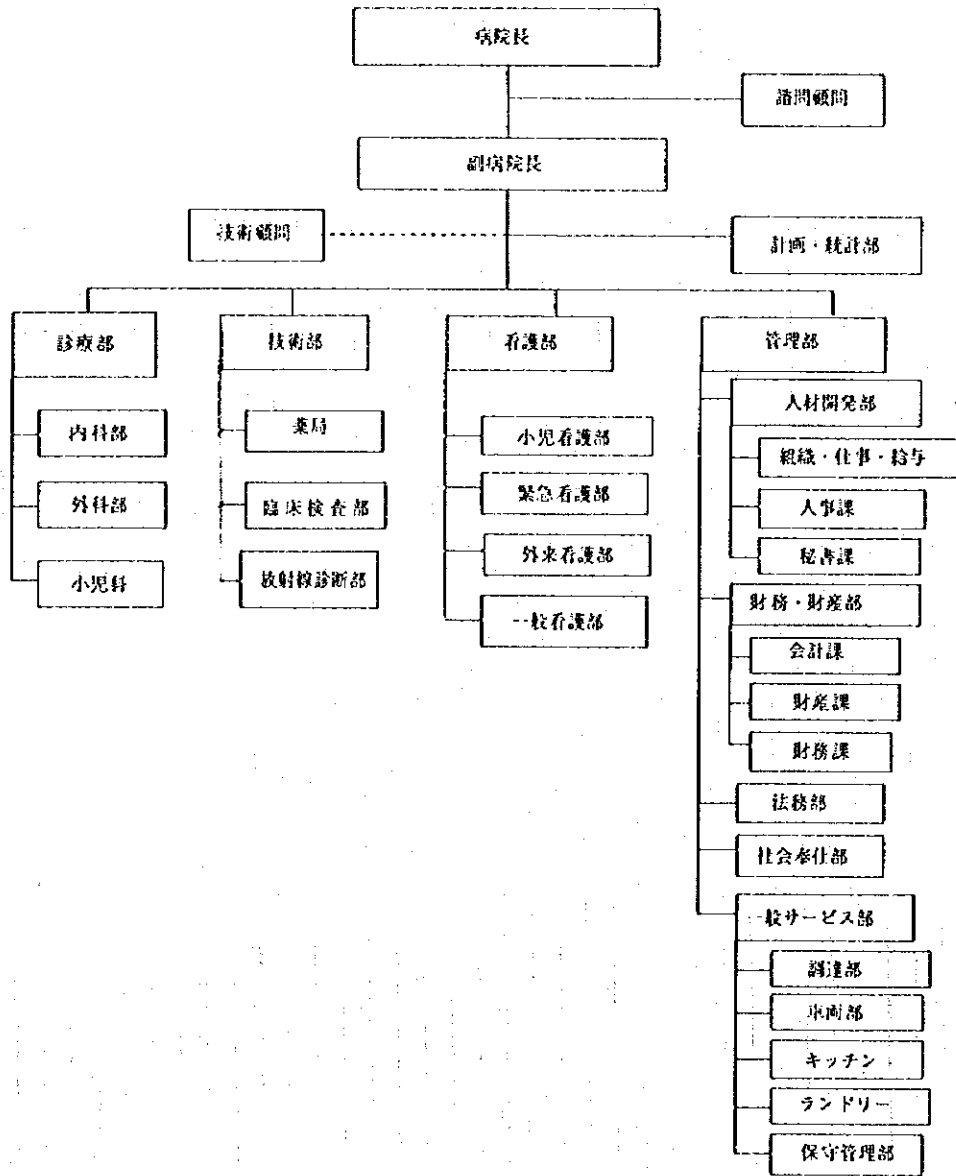 病院長
諮問顧問
副病院長
技術顧問
計画・統計部
診療部
技術部
看護部
管理部
内科部
外科部
小児科
薬局
臨床検査部
放射線診断部
小児看護部
緊急看護部
外来看護部
一般看護部
人材開発部
組織・仕事・給与
人事課
秘書課
財務・財産部
会計課
財産課
財務課
法務部
社会奉仕部
一般サービス部
調達部
車両部
キッチン
ランドリー
保守管理部